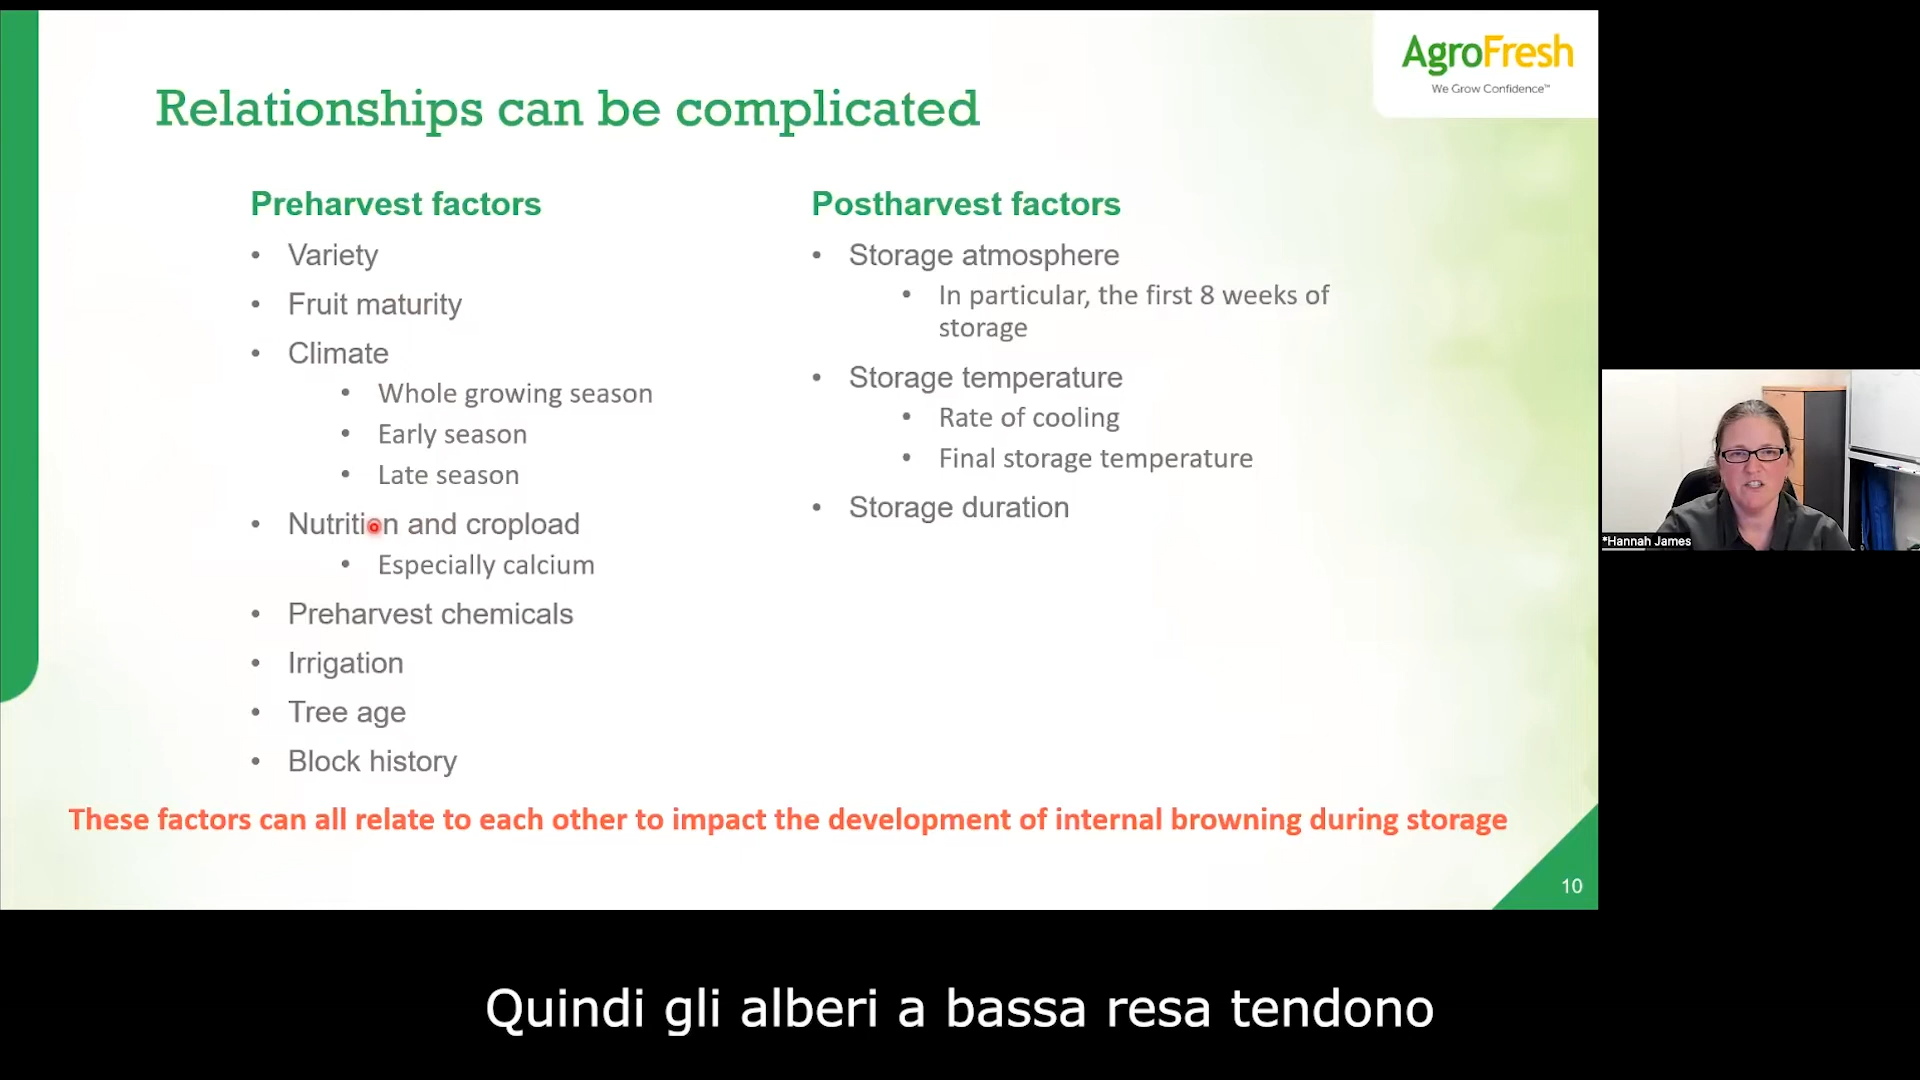 AgroFresh
We Grow Confidence™
Relationships can be complicated
Preharvest factors
• Variety
• Fruit maturity
• Climate
• Whole growing season
• Early season
• Late season
• Nutrition and cropload
• Especially calcium
• Preharvest chemicals
• Irrigation
• Tree age
• Block history
Postharvest factors
• Storage atmosphere
• In particular, the first 8 weeks of
storage
• Storage temperature
• Rate of cooling
• Final storage temperature
• Storage duration
These factors can all relate to each other to impact the development of internal browning during storage
10
*Hannah James
Quindi gli alberi a bassa resa tendono